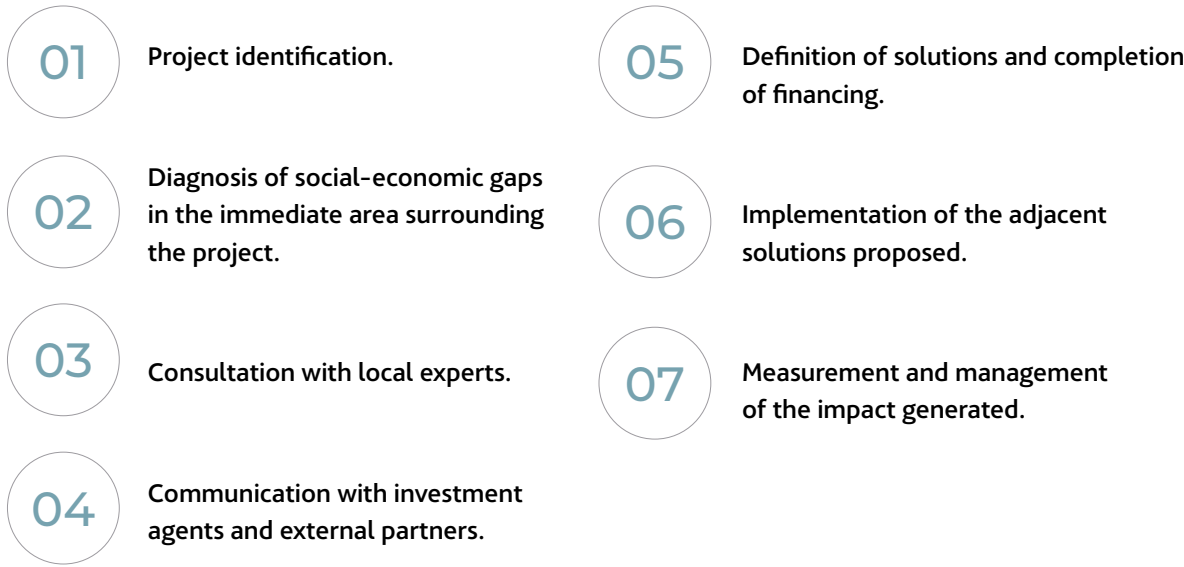 01
Project identification.
02
Diagnosis of social-economic gaps
in the immediate area surrounding
the project.
03
Consultation with local experts.
04
Communication with investment
agents and external partners.
05
Definition of solutions and completion
of financing.
06
Implementation of the adjacent
solutions proposed.
07
Measurement and management
of the impact generated.